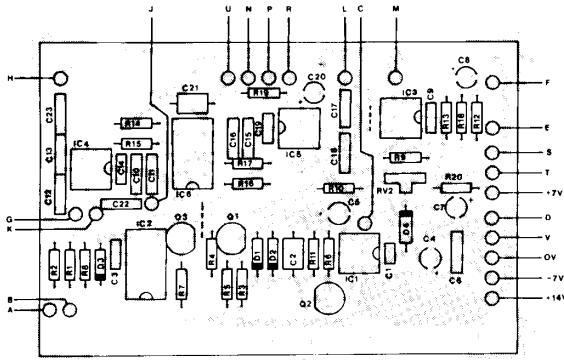 J U N P R L C M
H
C21
C20
C8
F
R19
C23
R14
C16
C15
C19
C17
IC3
C9
R13
R18
R12
E
IC4
R15
IC5
C13
C14
C10
C11
IC6
R17
C18
R9
S
R16
R10
RV2
R20
T
C12
C22
+7V
G
K
IC2
Q3
Q1
C5
D4
C7
D
V
R2
R1
R8
D3
C3
R4
D1
D2
C2
R11
R6
IC1
C1
C4
C6
0V
R7
R5
R3
-7V
B
A
Q2
+14V